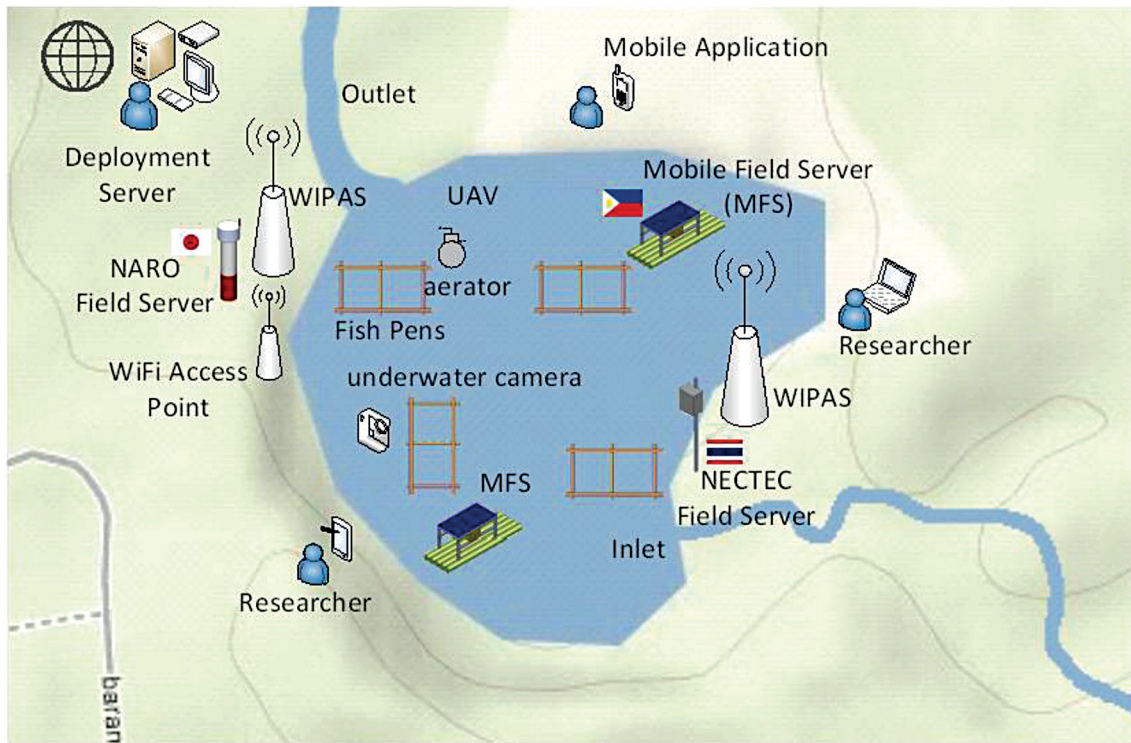 Mobile Application
Outlet
Deployment
Server
WIPAS
UAV
Mobile Field Server
(MFS)
NARO
Field Server
aerator
Fish Pens
Researcher
WiFi Access
Point
underwater camera
WIPAS
MFS
NECTEC
Field Server
Inlet
Researcher
baran